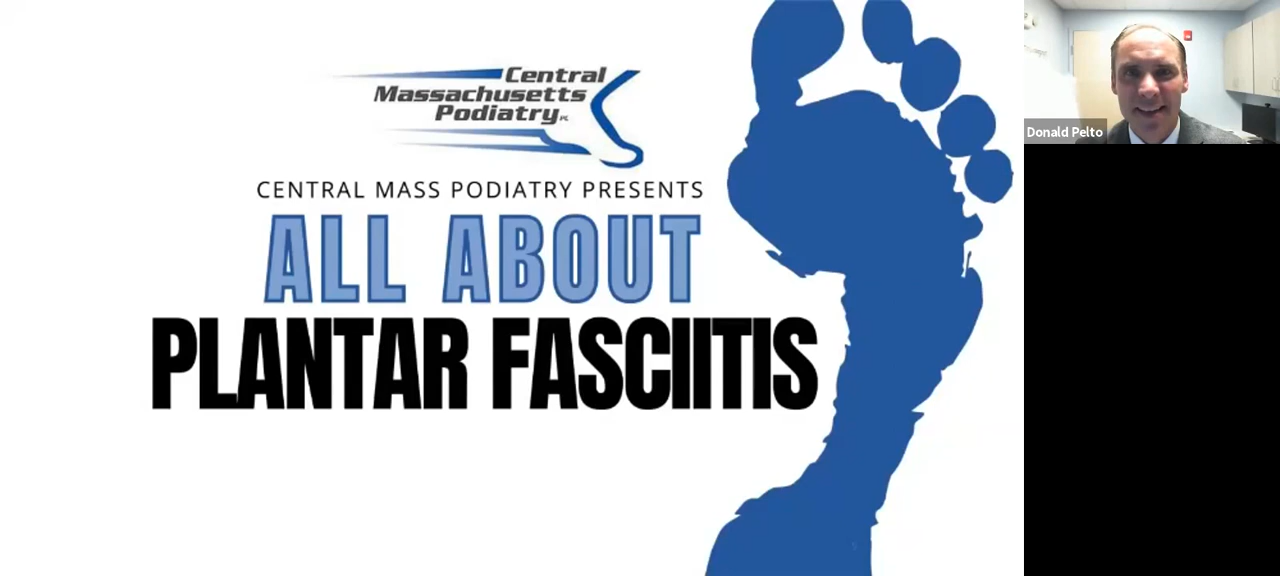 Central
Massachusetts
Podiatry PC
CENTRAL MASS PODIATRY PRESENTS
ALL ABOUT
PLANTAR FASCIITIS
Donald Pelto